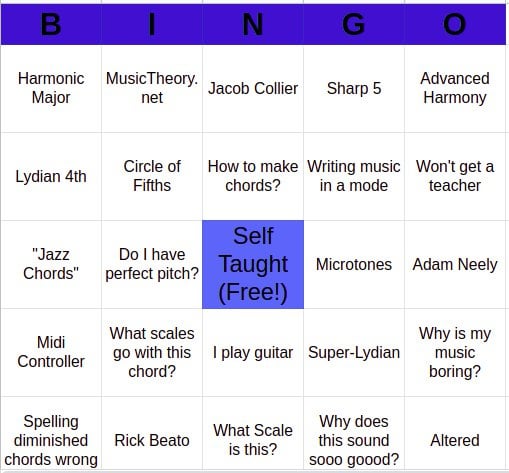 B I N G O
Harmonic
Major
MusicTheory.
net
Jacob Collier
Sharp 5
Advanced
Harmony
Lydian 4th
Circle of
Fifths
How to make
chords?
Writing music
in a mode
Won't get a
teacher
"Jazz
Chords"
Do I have
perfect pitch?
Self
Taught
(Free!)
Microtones
Adam Neely
Midi
Controller
What scales
go with this
chord?
I play guitar
Super-Lydian
Why is my
music
boring?
Spelling
diminished
chords wrong
Rick Beato
What Scale
is this?
Why does
this sound
sooo goood?
Altered